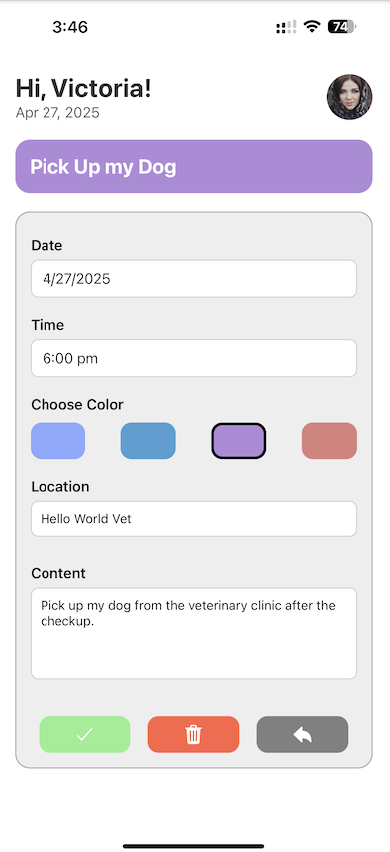 3:46
74
Hi, Victoria!
Apr 27, 2025
Pick Up my Dog
Date
4/27/2025
Time
6:00 pm
Choose Color
Location
Hello World Vet
Content
Pick up my dog from the veterinary clinic after the
checkup.